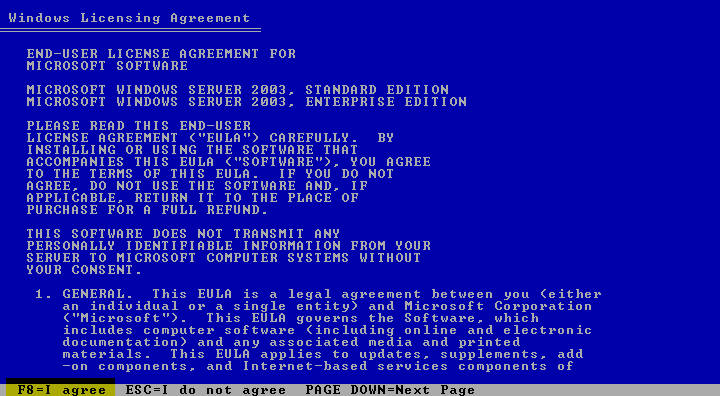 Windows Licensing Agreement
END-USER LICENSE AGREEMENT FOR
MICROSOFT SOFTWARE
MICROSOFT WINDOWS SERVER 2003, STANDARD EDITION
MICROSOFT WINDOWS SERVER 2003, ENTERPRISE EDITION
PLEASE READ THIS END-USER
LICENSE AGREEMENT ("EULA") CAREFULLY.  BY
INSTALLING OR USING THE SOFTWARE THAT
ACCOMPANIES THIS EULA ("SOFTWARE"), YOU AGREE
TO THE TERMS OF THIS EULA.  IF YOU DO NOT
AGREE, DO NOT USE THE SOFTWARE AND, IF
APPLICABLE, RETURN IT TO THE PLACE OF
PURCHASE FOR A FULL REFUND.
THIS SOFTWARE DOES NOT TRANSMIT ANY
PERSONALLY IDENTIFIABLE INFORMATION FROM YOUR
SERVER TO MICROSOFT COMPUTER SYSTEMS WITHOUT
YOUR CONSENT.
1. GENERAL.  This EULA is a legal agreement between you (either
an individual or a single entity) and Microsoft Corporation
("Microsoft").  This EULA governs the Software, which
includes computer software (including online and electronic
documentation) and any associated media and printed
materials.  This EULA applies to updates, supplements, add
-on components, and Internet-based services components of
F8=I agree  ESC=I do not agree  PAGE DOWN=Next Page